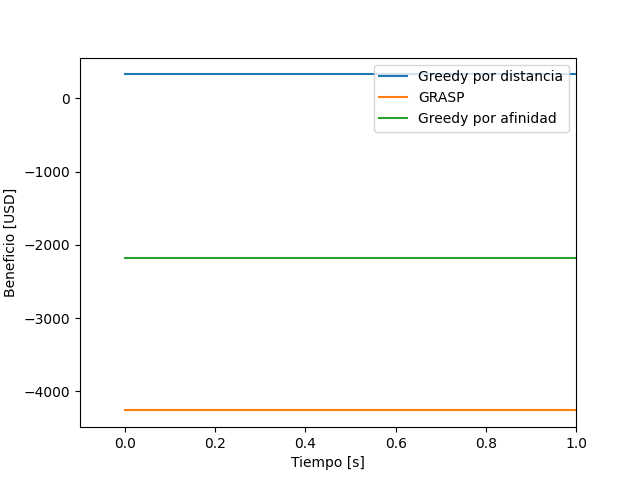 Greedy por distancia
GRASP
Greedy por afinidad
Beneficio [USD]
0
−1000
−2000
−3000
−4000
0.0 0.2 0.4 0.6 0.8 1.0
Tiempo [s]